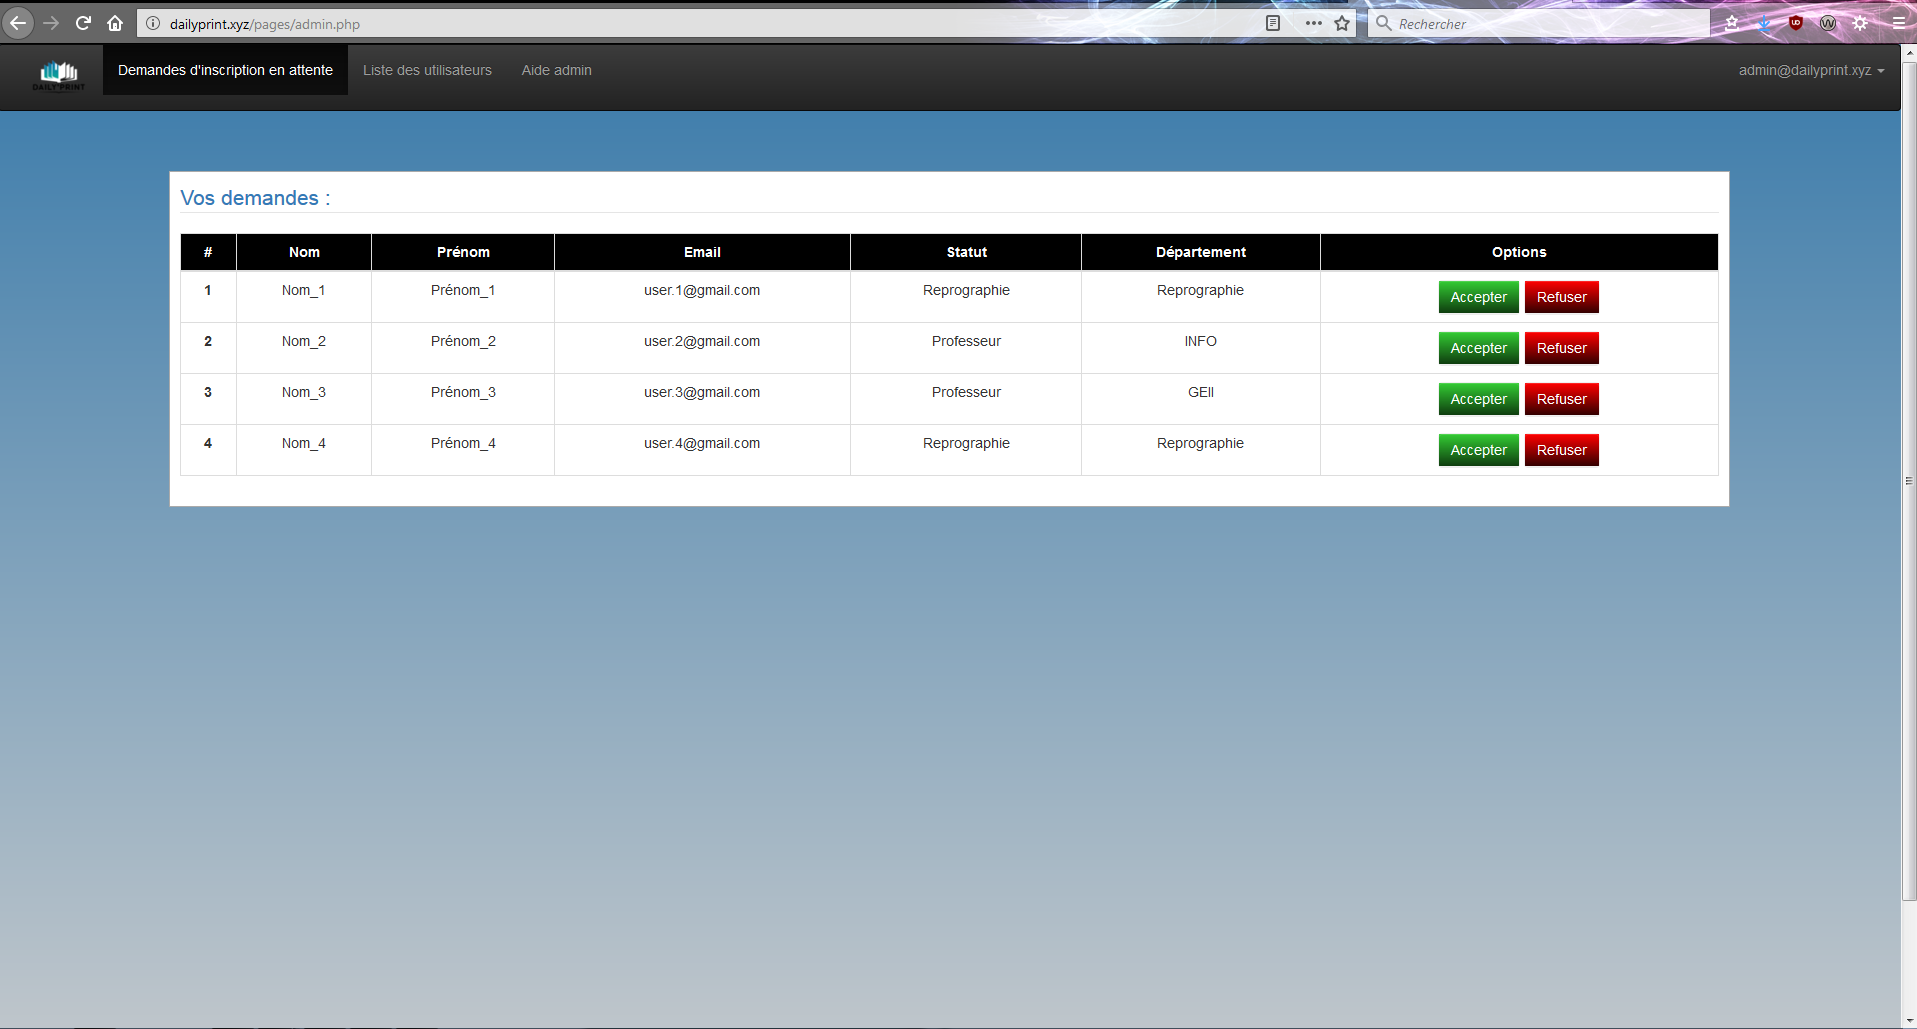 dailyprint.xyz/pages/admin.php
Rechercher
DAILY'PRINT
Demandes d'inscription en attente
Liste des utilisateurs
Aide admin
admin@dailyprint.xyz
Vos demandes :
# Nom Prénom Email Statut Département Options
1 Nom_1 Prénom_1 user.1@gmail.com Reprographie Reprographie Accepter Refuser
2 Nom_2 Prénom_2 user.2@gmail.com Professeur INFO Accepter Refuser
3 Nom_3 Prénom_3 user.3@gmail.com Professeur GEII Accepter Refuser
4 Nom_4 Prénom_4 user.4@gmail.com Reprographie Reprographie Accepter Refuser